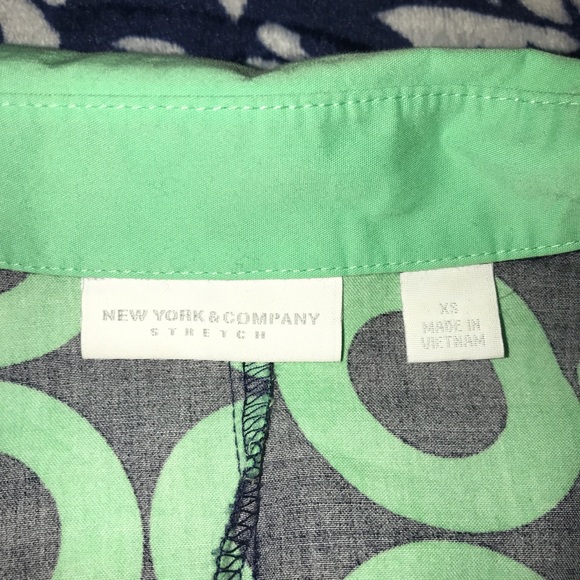 NEW YORK & COMPANY
STRETCH
XS
MADE IN
VIETNAM